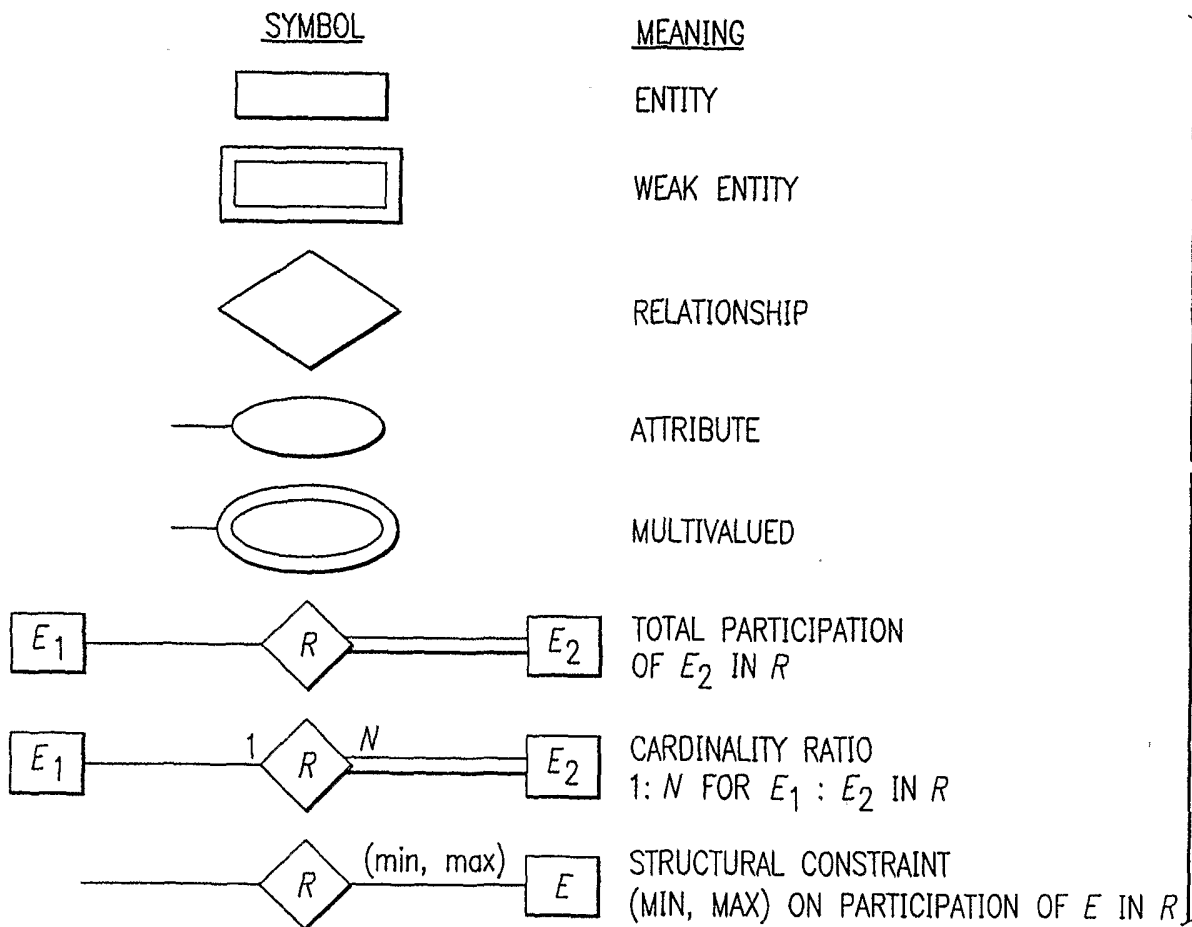 SYMBOL MEANING
ENTITY
WEAK ENTITY
RELATIONSHIP
ATTRIBUTE
MULTIVALUED
E1 R E2 TOTAL PARTICIPATION
OF E2 IN R
E1 1 R N E2 CARDINALITY RATIO
1: N FOR E1 : E2 IN R
R (min, max) E STRUCTURAL CONSTRAINT
(MIN, MAX) ON PARTICIPATION OF E IN R